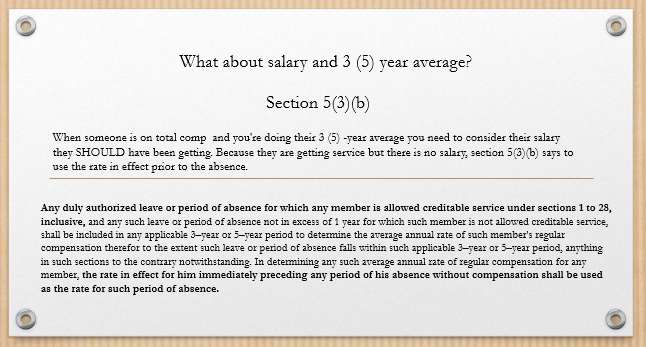 What about salary and 3 (5) year average?
Section 5(3)(b)
When someone is on total comp and you're doing their 3 (5) -year average you need to consider their salary
they SHOULD have been getting. Because they are getting service but there is no salary, section 5(3)(b) says to
use the rate in effect prior to the absence.
Any duly authorized leave or period of absence for which any member is allowed creditable service under sections 1 to 28,
inclusive, and any such leave or period of absence not in excess of 1 year for which such member is not allowed creditable service,
shall be included in any applicable 3–year or 5–year period to determine the average annual rate of such member's regular
compensation therefor to the extent such leave or period of absence falls within such applicable 3–year or 5–year period, anything
in such sections to the contrary notwithstanding. In determining any such average annual rate of regular compensation for any
member, the rate in effect for him immediately preceding any period of his absence without compensation shall be used
as the rate for such period of absence.